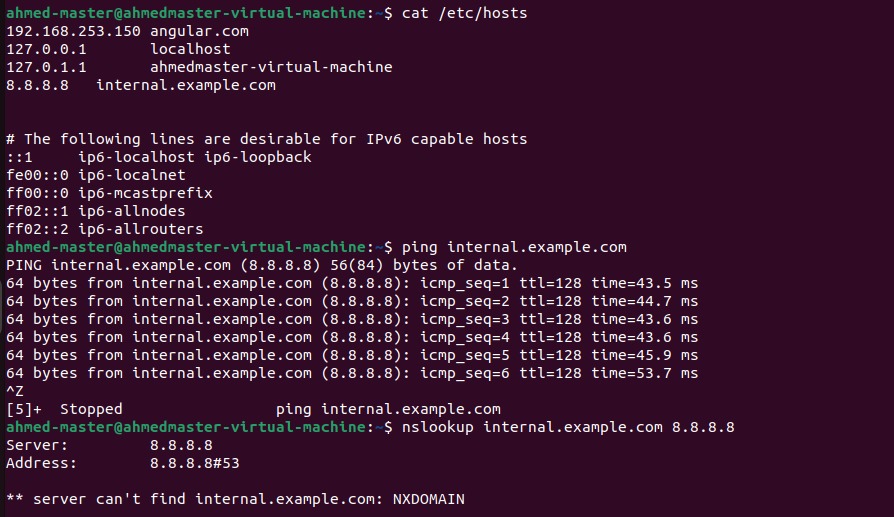 ahmed-master@ahmedmaster-virtual-machine:~$ cat /etc/hosts
192.168.253.150 angular.com
127.0.0.1       localhost
127.0.1.1       ahmedmaster-virtual-machine
8.8.8.8   internal.example.com
# The following lines are desirable for IPv6 capable hosts
::1     ip6-localhost ip6-loopback
fe00::0 ip6-localnet
ff00::0 ip6-mcastprefix
ff02::1 ip6-allnodes
ff02::2 ip6-allrouters
ahmed-master@ahmedmaster-virtual-machine:~$ ping internal.example.com
PING internal.example.com (8.8.8.8) 56(84) bytes of data.
64 bytes from internal.example.com (8.8.8.8): icmp_seq=1 ttl=128 time=43.5 ms
64 bytes from internal.example.com (8.8.8.8): icmp_seq=2 ttl=128 time=44.7 ms
64 bytes from internal.example.com (8.8.8.8): icmp_seq=3 ttl=128 time=43.6 ms
64 bytes from internal.example.com (8.8.8.8): icmp_seq=4 ttl=128 time=43.6 ms
64 bytes from internal.example.com (8.8.8.8): icmp_seq=5 ttl=128 time=45.9 ms
64 bytes from internal.example.com (8.8.8.8): icmp_seq=6 ttl=128 time=53.7 ms
^Z
[5]+  Stopped                 ping internal.example.com
ahmed-master@ahmedmaster-virtual-machine:~$ nslookup internal.example.com 8.8.8.8
Server:         8.8.8.8
Address:        8.8.8.8#53
** server can't find internal.example.com: NXDOMAIN